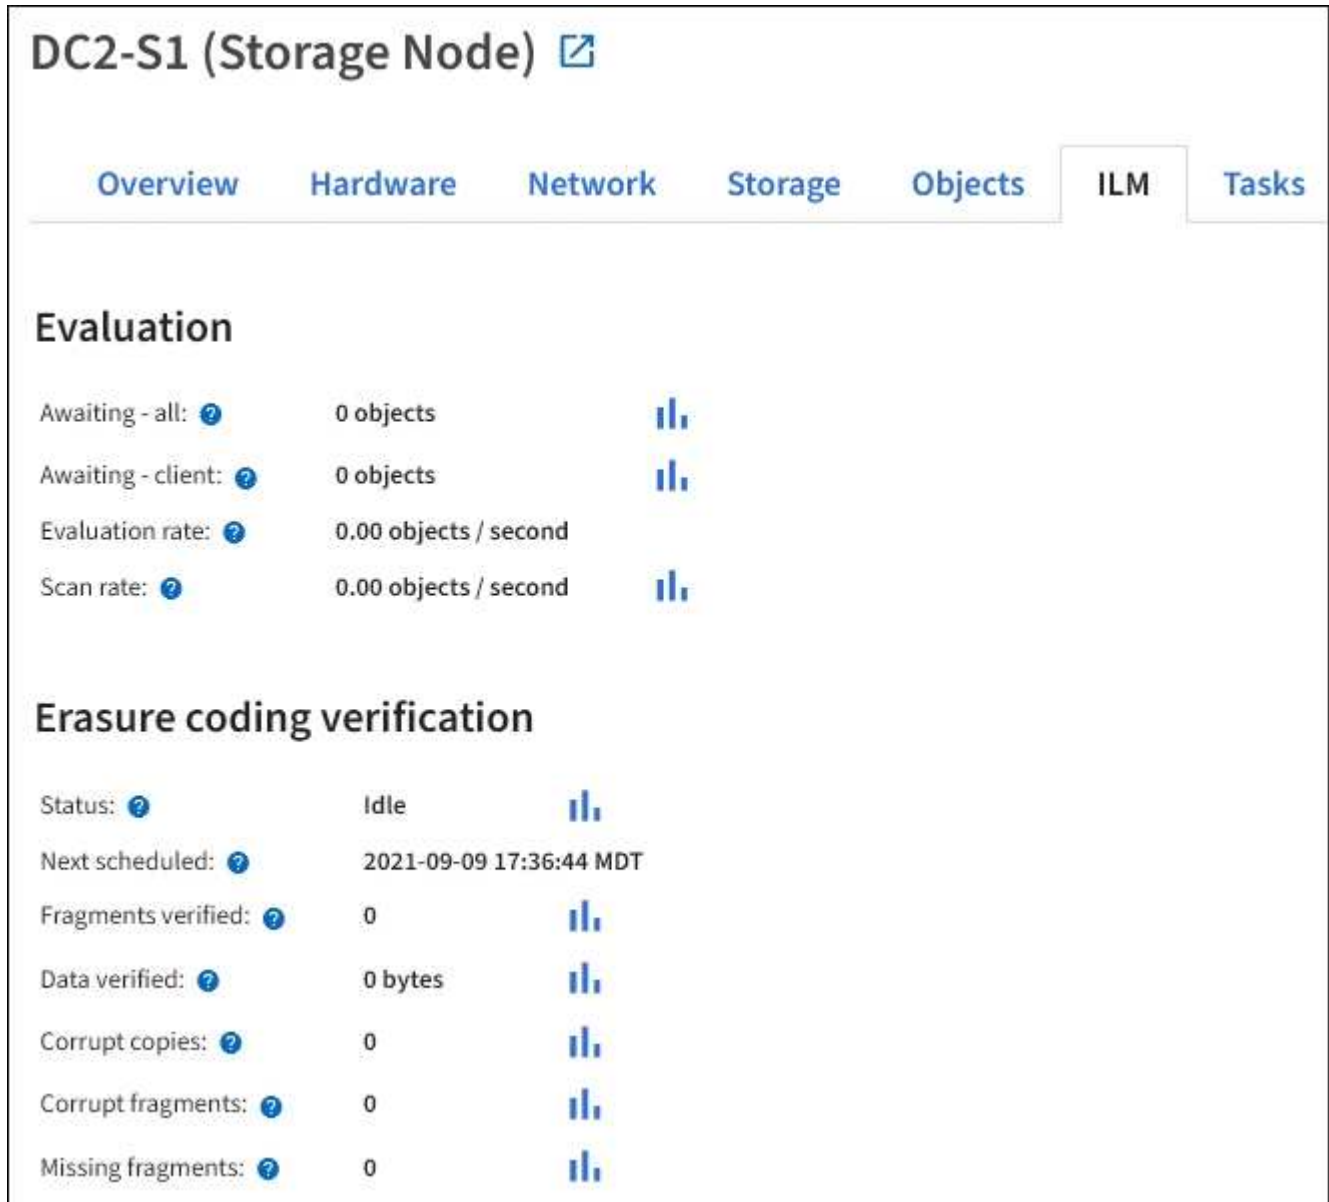 DC2-S1 (Storage Node)
Overview Hardware Network Storage Objects ILM Tasks
Evaluation
Awaiting - all: 0 objects
Awaiting - client: 0 objects
Evaluation rate: 0.00 objects / second
Scan rate: 0.00 objects / second
Erasure coding verification
Status: Idle
Next scheduled: 2021-09-09 17:36:44 MDT
Fragments verified: 0
Data verified: 0 bytes
Corrupt copies: 0
Corrupt fragments: 0
Missing fragments: 0